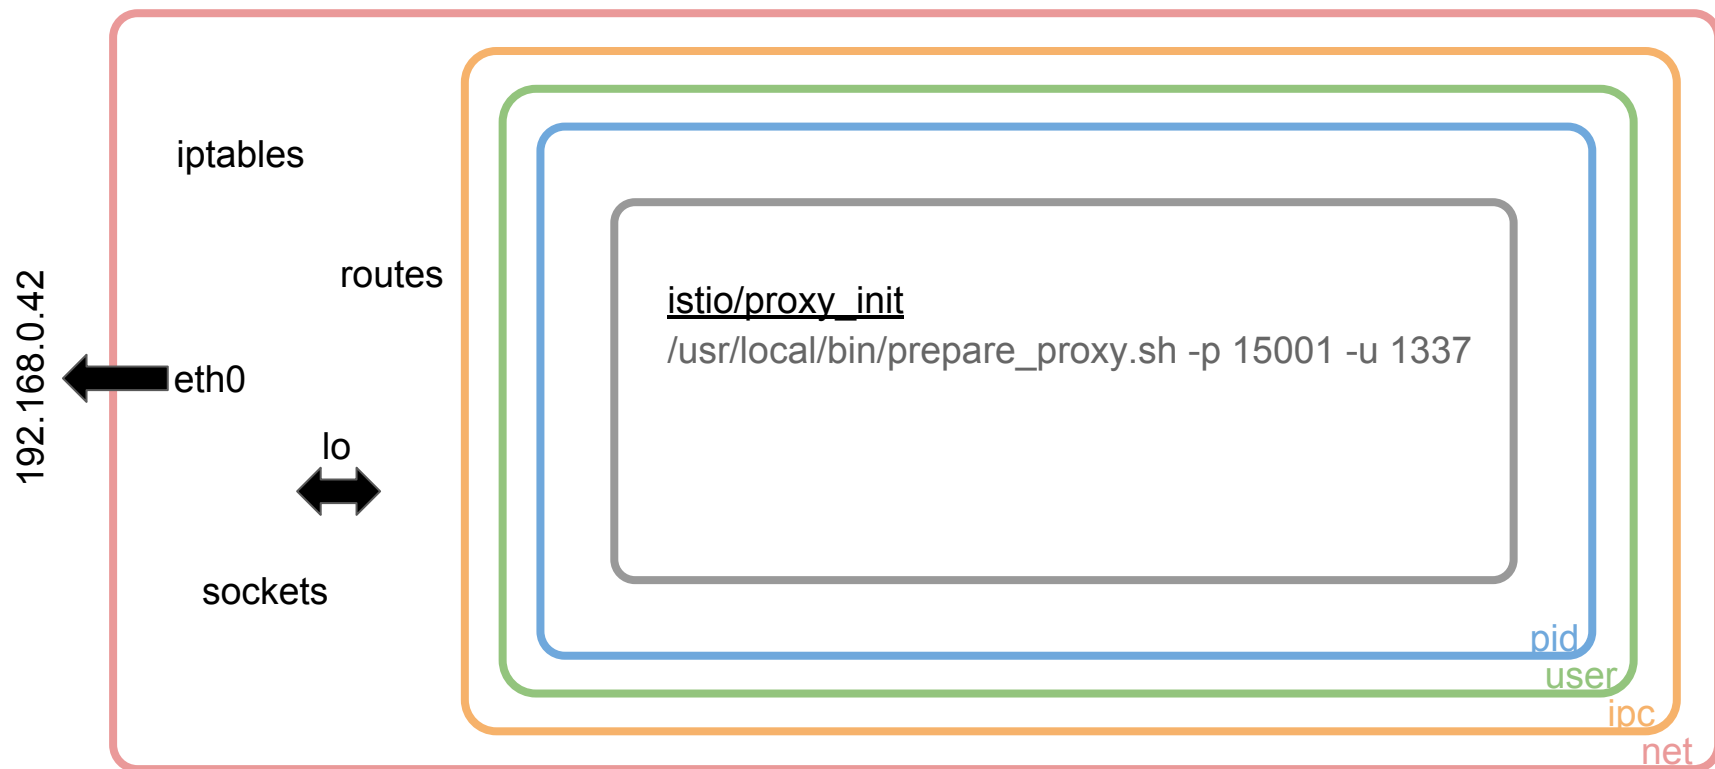 iptables
routes
192.168.0.42
eth0
lo
sockets
istio/proxy_init
/usr/local/bin/prepare_proxy.sh -p 15001 -u 1337
pid
user
ipc
net